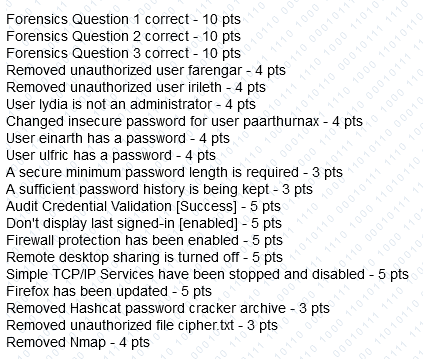 Forensics Question 1 correct - 10 pts
Forensics Question 2 correct - 10 pts
Forensics Question 3 correct - 10 pts
Removed unauthorized user farengar - 4 pts
Removed unauthorized user irileth - 4 pts
User lydia is not an administrator - 4 pts
Changed insecure password for user paarthurnax - 4 pts
User einarth has a password - 4 pts
User ulfric has a password - 4 pts
A secure minimum password length is required - 3 pts
A sufficient password history is being kept - 3 pts
Audit Credential Validation [Success] - 5 pts
Don't display last signed-in [enabled] - 5 pts
Firewall protection has been enabled - 5 pts
Remote desktop sharing is turned off - 5 pts
Simple TCP/IP Services have been stopped and disabled - 5 pts
Firefox has been updated - 5 pts
Removed Hashcat password cracker archive - 3 pts
Removed unauthorized file cipher.txt - 3 pts
Removed Nmap - 4 pts